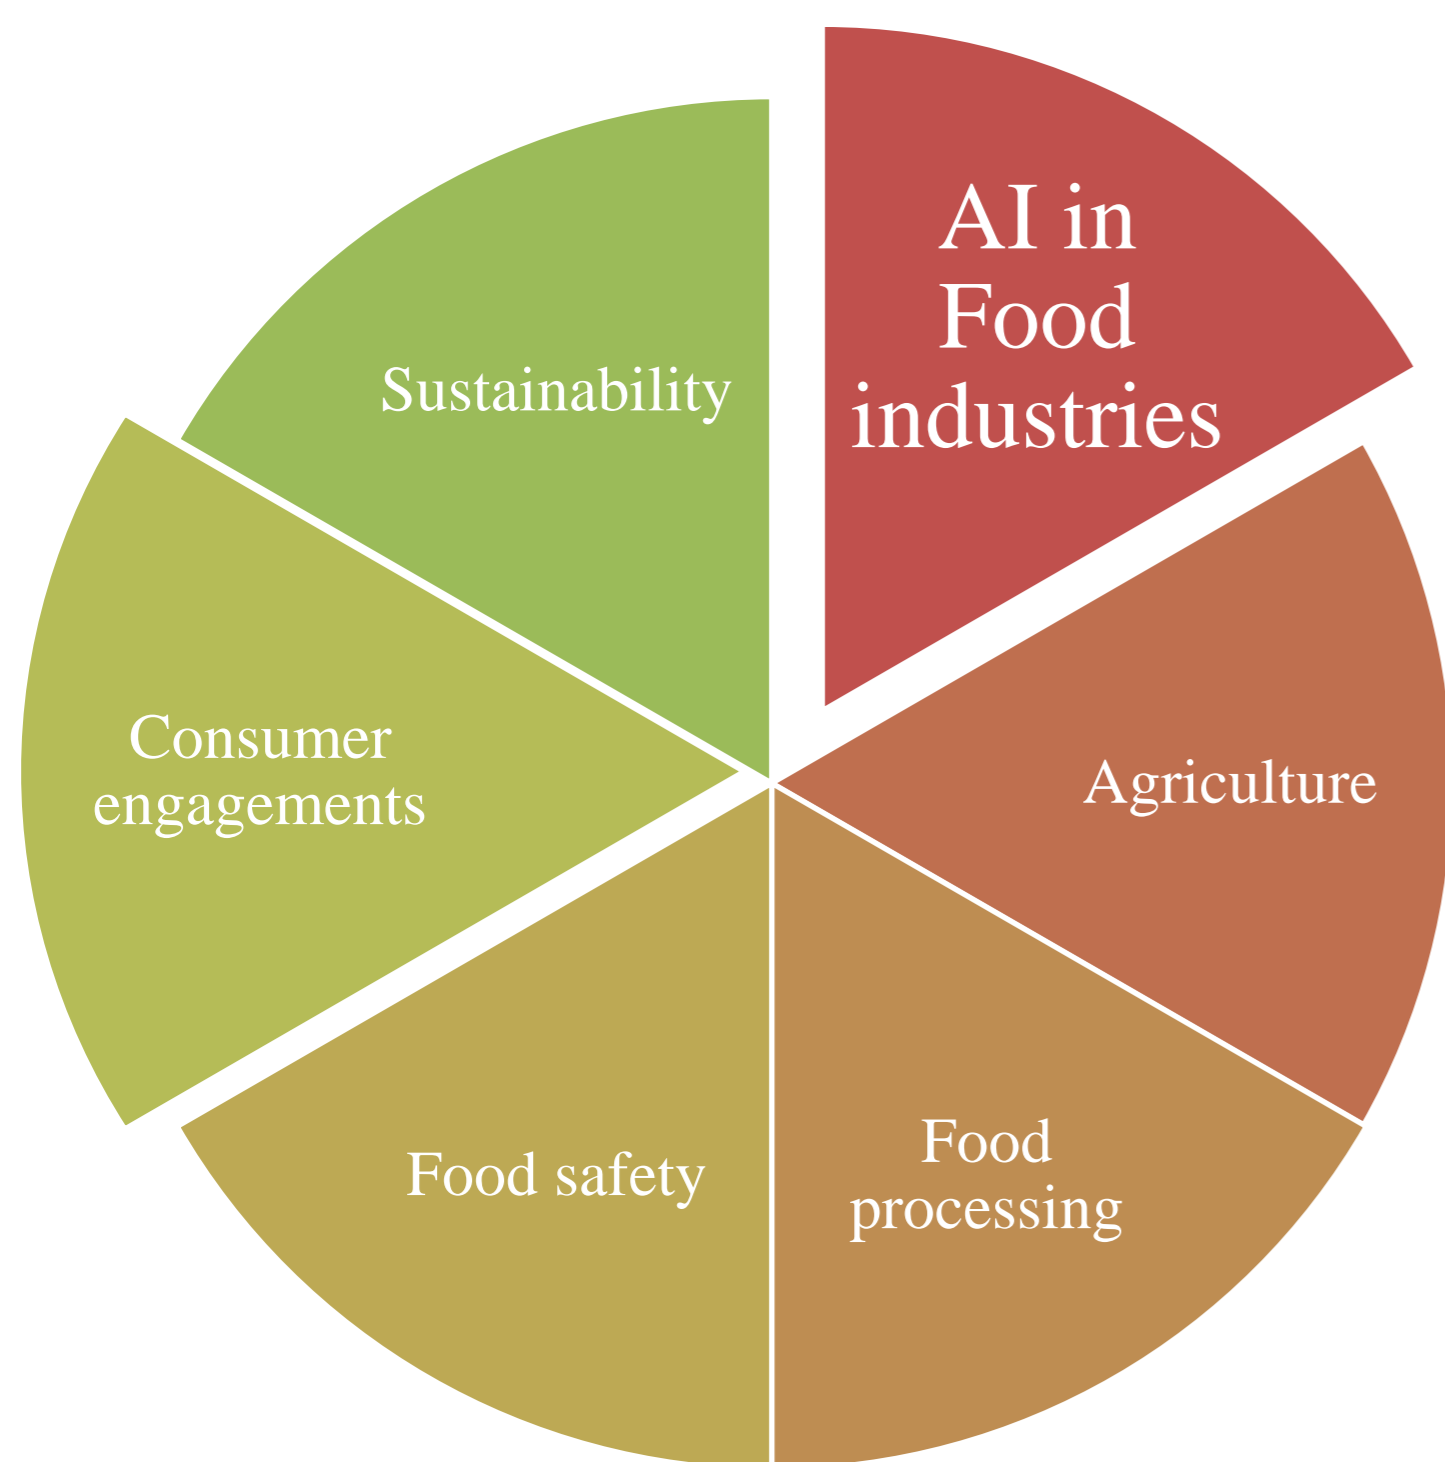 AI in
Food
industries
Agriculture
Food
processing
Food safety
Consumer
engagements
Sustainability